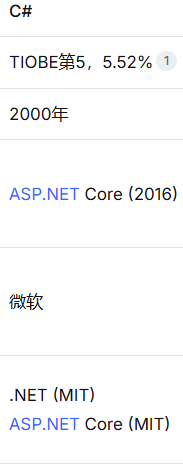 C#
TIOBE第5，5.52% 1
2000年
ASP.NET Core (2016)
微软
.NET (MIT)
ASP.NET Core (MIT)